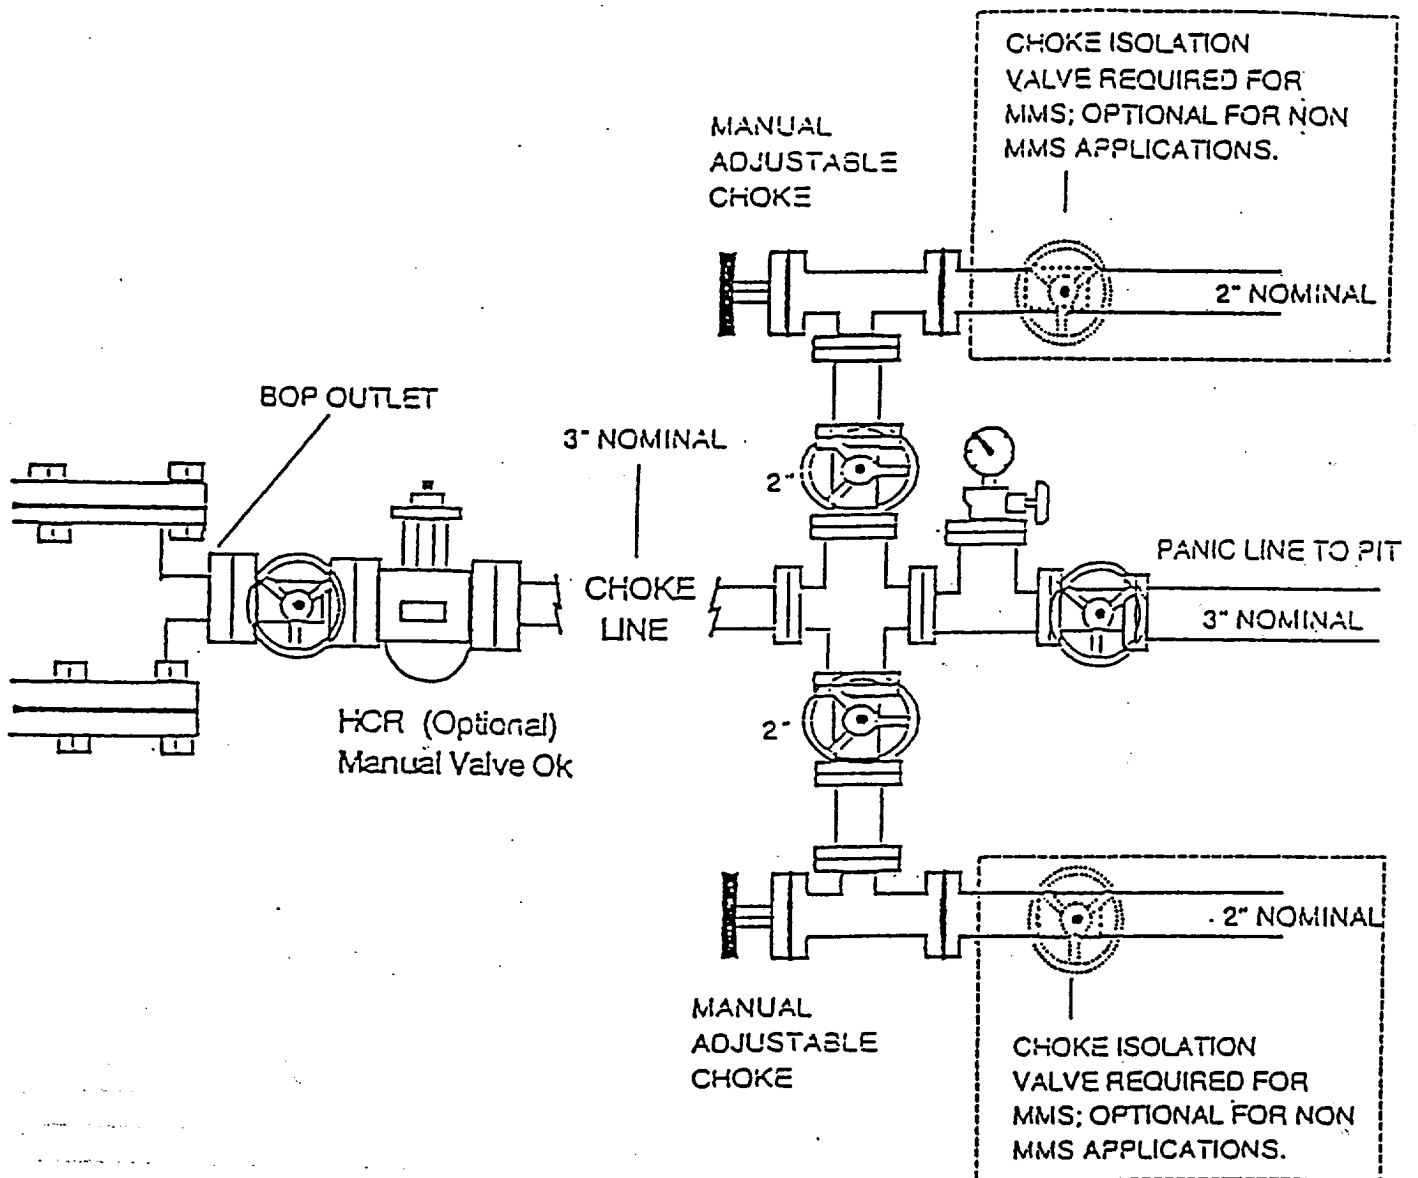 CHOKE ISOLATION
VALVE REQUIRED FOR
MMS; OPTIONAL FOR NON
MMS APPLICATIONS.
MANUAL
ADJUSTABLE
CHOKE
2" NOMINAL
BOP OUTLET
3" NOMINAL
2"
PANIC LINE TO PIT
CHOKE
LINE
3" NOMINAL
HCR (Optional)
Manual Valve Ok
2"
2" NOMINAL
MANUAL
ADJUSTABLE
CHOKE
CHOKE ISOLATION
VALVE REQUIRED FOR
MMS; OPTIONAL FOR NON
MMS APPLICATIONS.